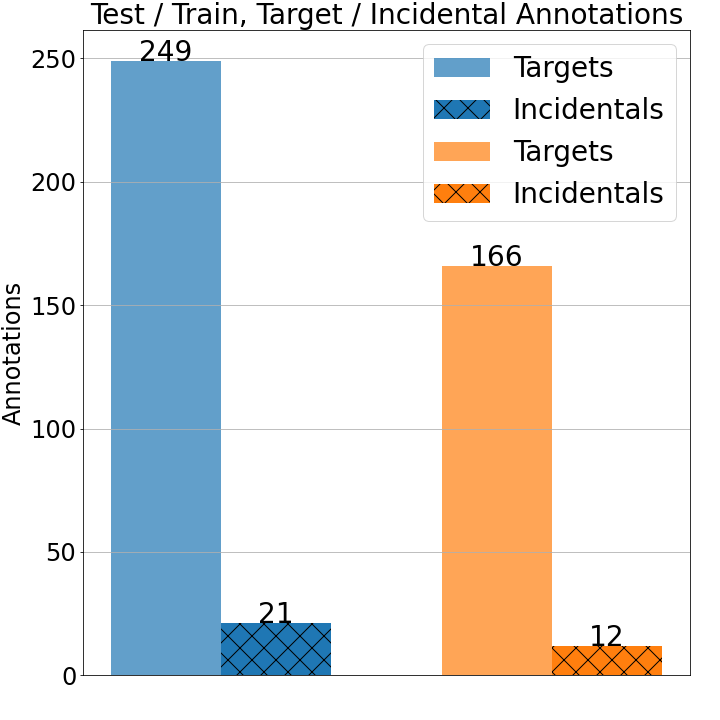 Test / Train, Target / Incidental Annotations
249
250
Targets
Incidentals
Targets
Incidentals
200
166
150
Annotations
100
50
21
12
0